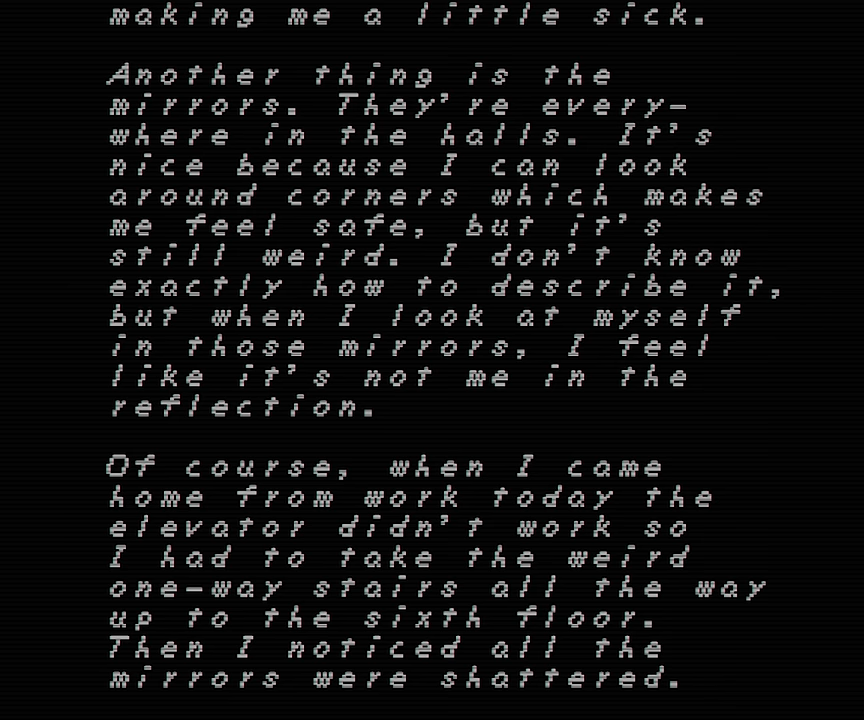 making me a little sick.
Another thing is the
mirrors. They're every-
where in the halls. It's
nice because I can look
around corners which makes
me feel safe, but it's
still weird. I don't know
exactly how to describe it,
but when I look at myself
in those mirrors, I feel
like it's not me in the
reflection.
Of course, when I came
home from work today the
elevator didn't work so
I had to take the weird
one-way stairs all the way
up to the sixth floor.
Then I noticed all the
mirrors were shattered.